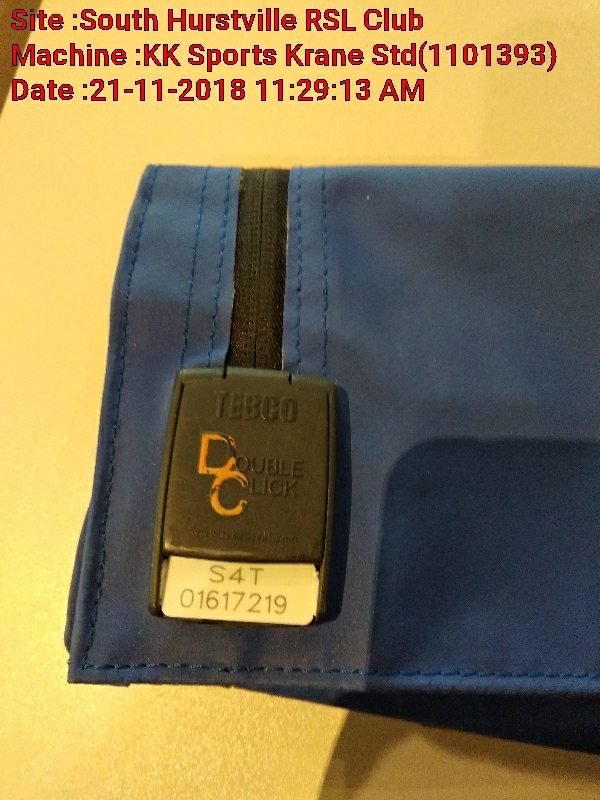 Site :South Hurstville RSL Club
Machine :KK Sports Krane Std(1101393)
Date :21-11-2018 11:29:13 AM
TEBCO
DOUBLE
CLICK
S4T
01617219